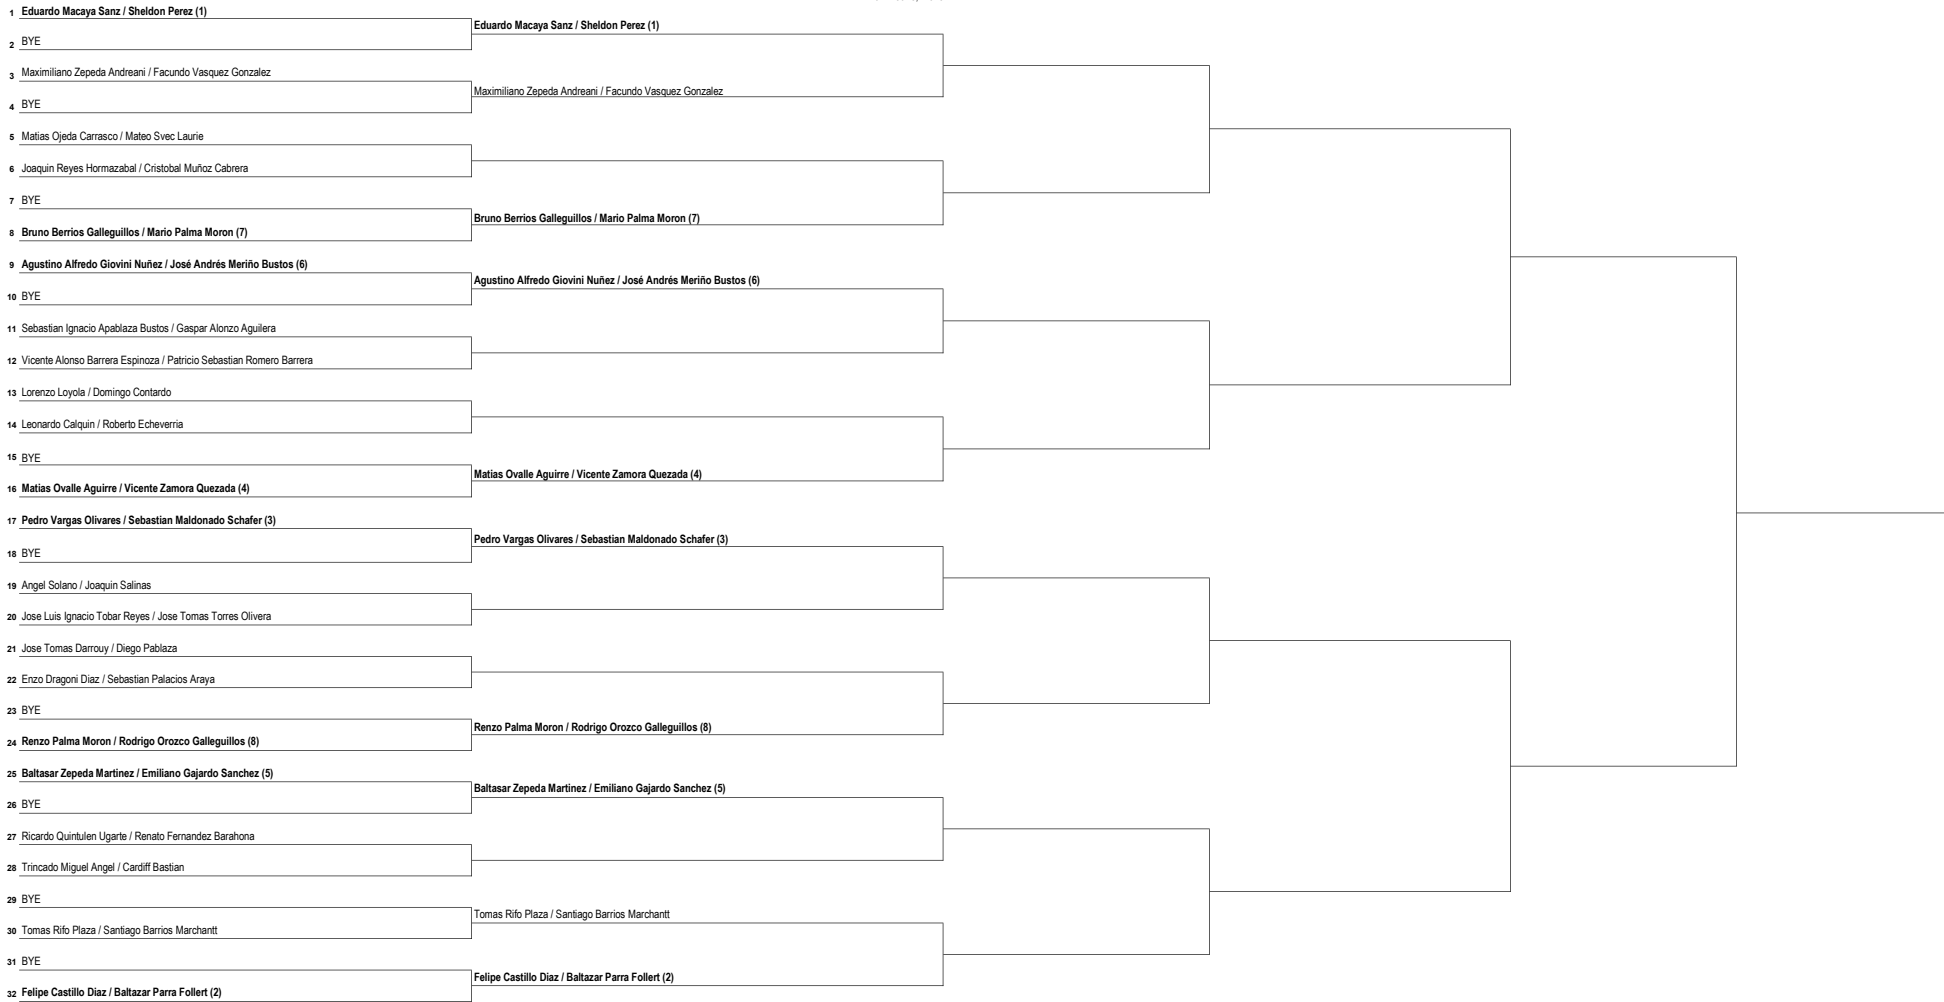 1 Eduardo Macaya Sanz / Sheldon Perez (1)
Eduardo Macaya Sanz / Sheldon Perez (1)
2 BYE
3 Maximiliano Zepeda Andreani / Facundo Vasquez Gonzalez
Maximiliano Zepeda Andreani / Facundo Vasquez Gonzalez
4 BYE
5 Matias Ojeda Carrasco / Mateo Svec Laurie
6 Joaquin Reyes Hormazabal / Cristobal Muñoz Cabrera
7 BYE
Bruno Berrios Galleguillos / Mario Palma Moron (7)
8 Bruno Berrios Galleguillos / Mario Palma Moron (7)
9 Agustino Alfredo Giovini Nuñez / José Andrés Meriño Bustos (6)
Agustino Alfredo Giovini Nuñez / José Andrés Meriño Bustos (6)
10 BYE
11 Sebastian Ignacio Apablaza Bustos / Gaspar Alonzo Aguilera
12 Vicente Alonso Barrera Espinoza / Patricio Sebastian Romero Barrera
13 Lorenzo Loyola / Domingo Contardo
14 Leonardo Calquin / Roberto Echeverria
15 BYE
Matias Ovalle Aguirre / Vicente Zamora Quezada (4)
16 Matias Ovalle Aguirre / Vicente Zamora Quezada (4)
17 Pedro Vargas Olivares / Sebastian Maldonado Schafer (3)
Pedro Vargas Olivares / Sebastian Maldonado Schafer (3)
18 BYE
19 Angel Solano / Joaquin Salinas
20 Jose Luis Ignacio Tobar Reyes / Jose Tomas Torres Olivera
21 Jose Tomas Darrouy / Diego Pablaza
22 Enzo Dragoni Diaz / Sebastian Palacios Araya
23 BYE
Renzo Palma Moron / Rodrigo Orozco Galleguillos (8)
24 Renzo Palma Moron / Rodrigo Orozco Galleguillos (8)
25 Baltasar Zepeda Martinez / Emiliano Gajardo Sanchez (5)
Baltasar Zepeda Martinez / Emiliano Gajardo Sanchez (5)
26 BYE
27 Ricardo Quintulen Ugarte / Renato Fernandez Barahona
28 Trincado Miguel Angel / Cardiff Bastian
29 BYE
Tomas Rifo Plaza / Santiago Barrios Marchantt
30 Tomas Rifo Plaza / Santiago Barrios Marchantt
31 BYE
Felipe Castillo Diaz / Baltazar Parra Follert (2)
32 Felipe Castillo Diaz / Baltazar Parra Follert (2)